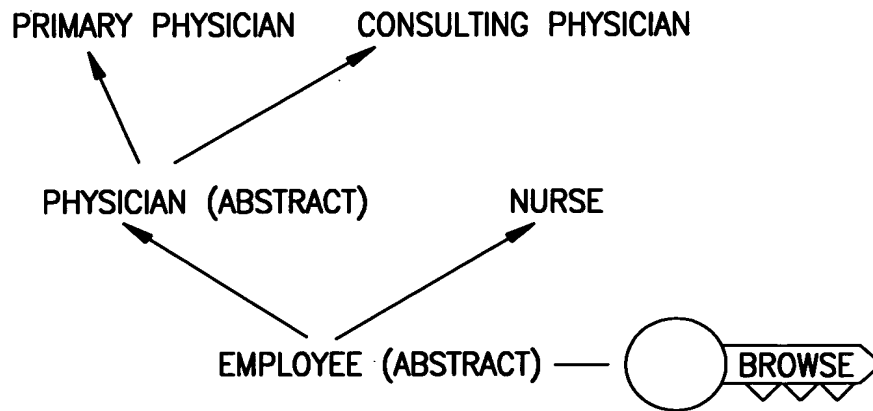 PRIMARY PHYSICIAN CONSULTING PHYSICIAN
PHYSICIAN (ABSTRACT) NURSE
EMPLOYEE (ABSTRACT) BROWSE